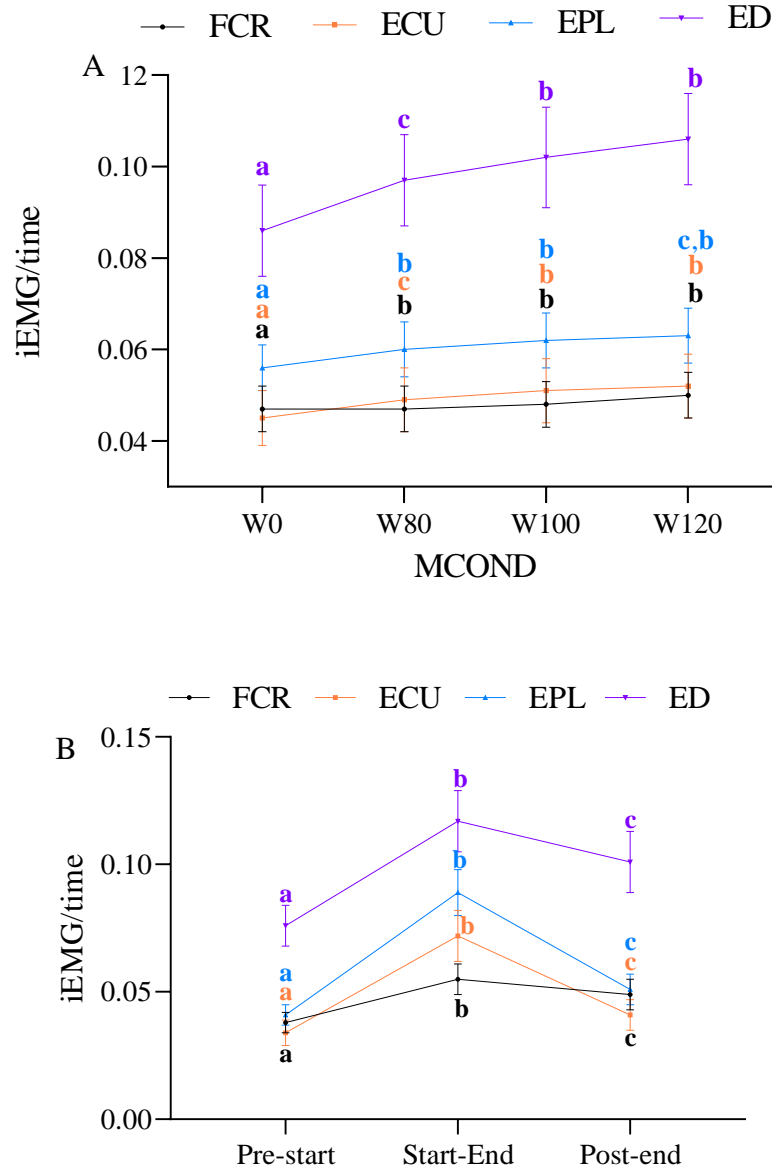 FCR ECU EPL ED
A
12
b
b
c
0.10
a
iEMG/time
0.08
c,b
b
b
a
b
b
c
a
b
b
b
a
0.06
0.04
W0 W80 W100 W120
MCOND
FCR ECU EPL ED
B
0.15
b
c
iEMG/time
0.10
b
a
b
c
a
c
a
0.05
b
c
a
0.00
Pre-start Start-End Post-end